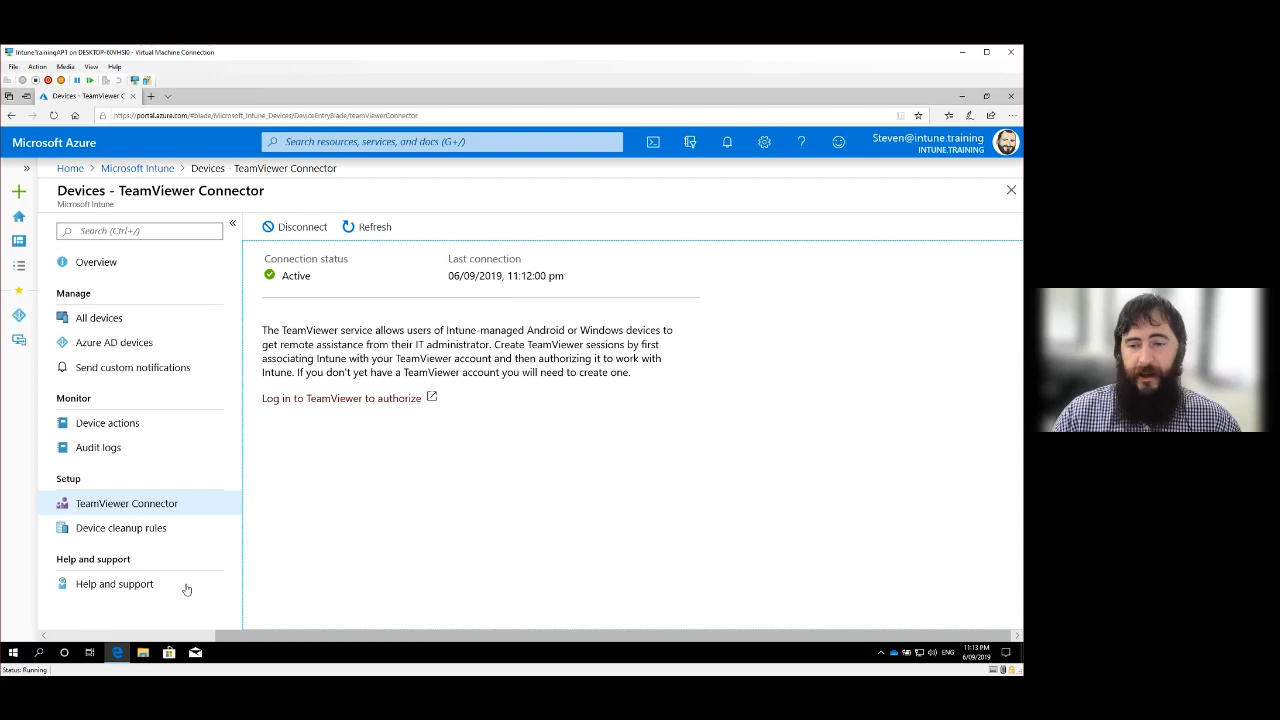 IntuneTrainingAP1 on DESKTOP-60VHSI0 - Virtual Machine Connection
File Action Media View Help
Devices - TeamViewer C
https://portal.azure.com/#blade/Microsoft_Intune_Devices/DeviceEntryBlade/teamViewerConnector
Microsoft Azure
Search resources, services, and docs (G+/)
Steven@intune.training
INTUNE.TRAINING
Home > Microsoft Intune > Devices - TeamViewer Connector
Devices - TeamViewer Connector
Microsoft Intune
Search (Ctrl+/)
Overview
Manage
All devices
Azure AD devices
Send custom notifications
Monitor
Device actions
Audit logs
Setup
TeamViewer Connector
Device cleanup rules
Help and support
Help and support
Disconnect Refresh
Connection status Last connection
Active 06/09/2019, 11:12:00 pm
The TeamViewer service allows users of Intune-managed Android or Windows devices to
get remote assistance from their IT administrator. Create TeamViewer sessions by first
associating Intune with your TeamViewer account and then authorizing it to work with
Intune. If you don't yet have a TeamViewer account you will need to create one.
Log in to TeamViewer to authorize
ENG
11:13 PM
6/09/2019
Status: Running